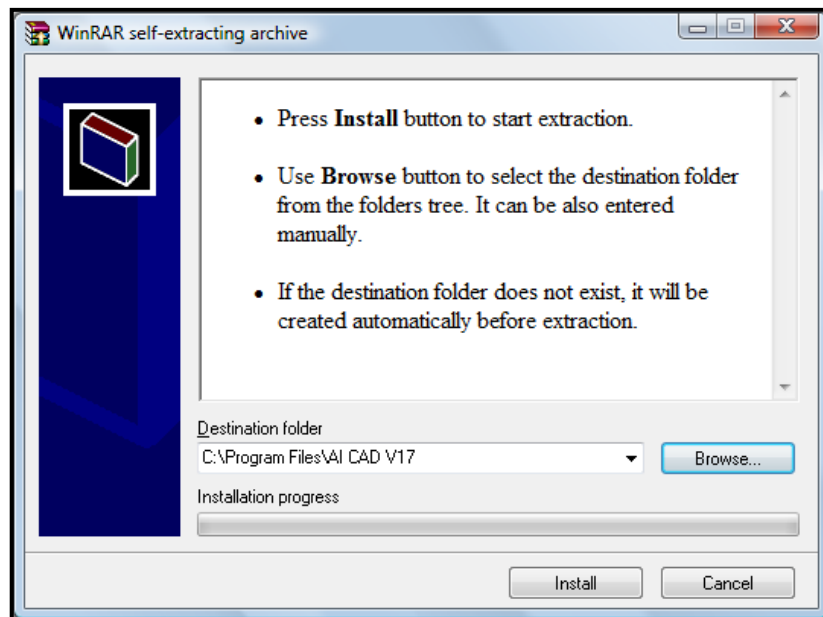 WinRAR self-extracting archive
• Press Install button to start extraction.
• Use Browse button to select the destination folder
from the folders tree. It can be also entered
manually.
• If the destination folder does not exist, it will be
created automatically before extraction.
Destination folder
C:\Program Files\AI CAD V17
Browse...
Installation progress
Install
Cancel